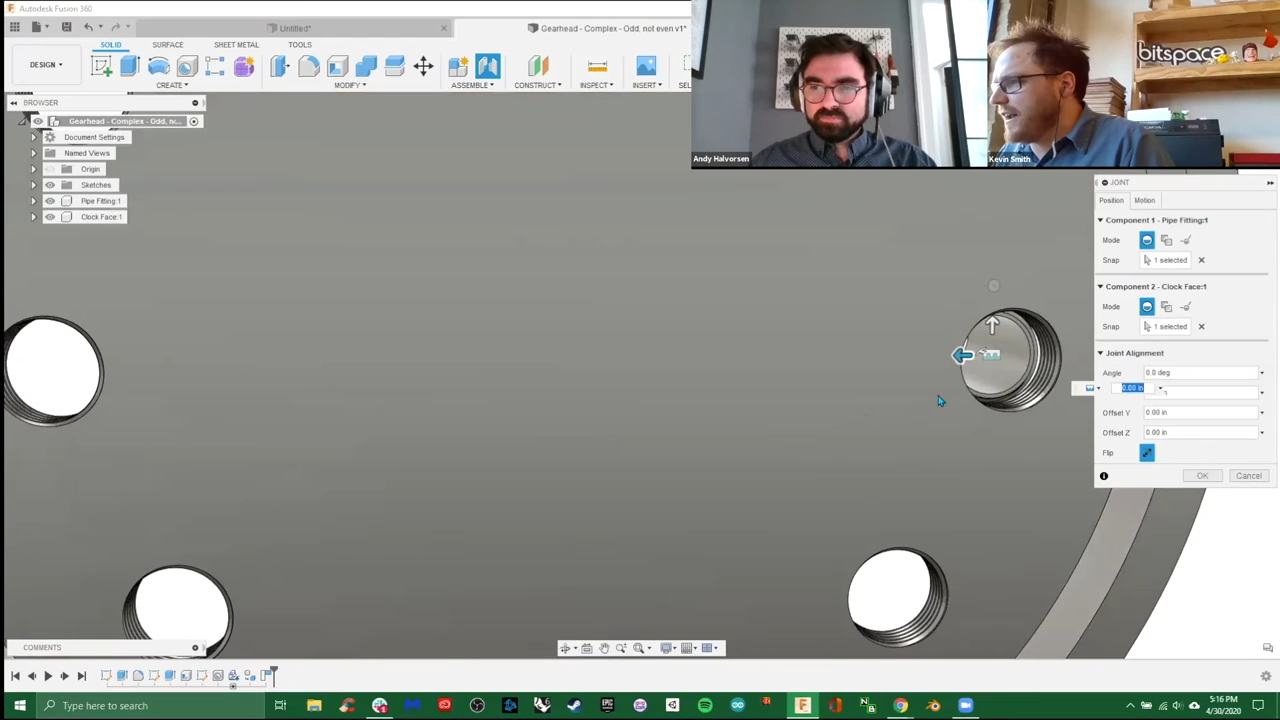 Autodesk Fusion 360
Untitled*
Gearhead - Complex - Odd, not even v1*
DESIGN
SOLID
SURFACE
SHEET METAL
TOOLS
CREATE
MODIFY
ASSEMBLE
CONSTRUCT
INSPECT
INSERT
SEL
bitspace
Andy Halvorsen
Kevin Smith
BROWSER
Gearhead - Complex - Odd, nc...
Document Settings
Named Views
Origin
Sketches
Pipe Fitting:1
Clock Face:1
JOINT
Position
Motion
Component 1 - Pipe Fitting:1
Mode
Snap
1 selected
Component 2 - Clock Face:1
Mode
Snap
1 selected
Joint Alignment
Angle
0.0 deg
0.00 in
Offset Y
0.00 in
Offset Z
0.00 in
Flip
OK
Cancel
COMMENTS
Type here to search
5:16 PM
4/30/2020